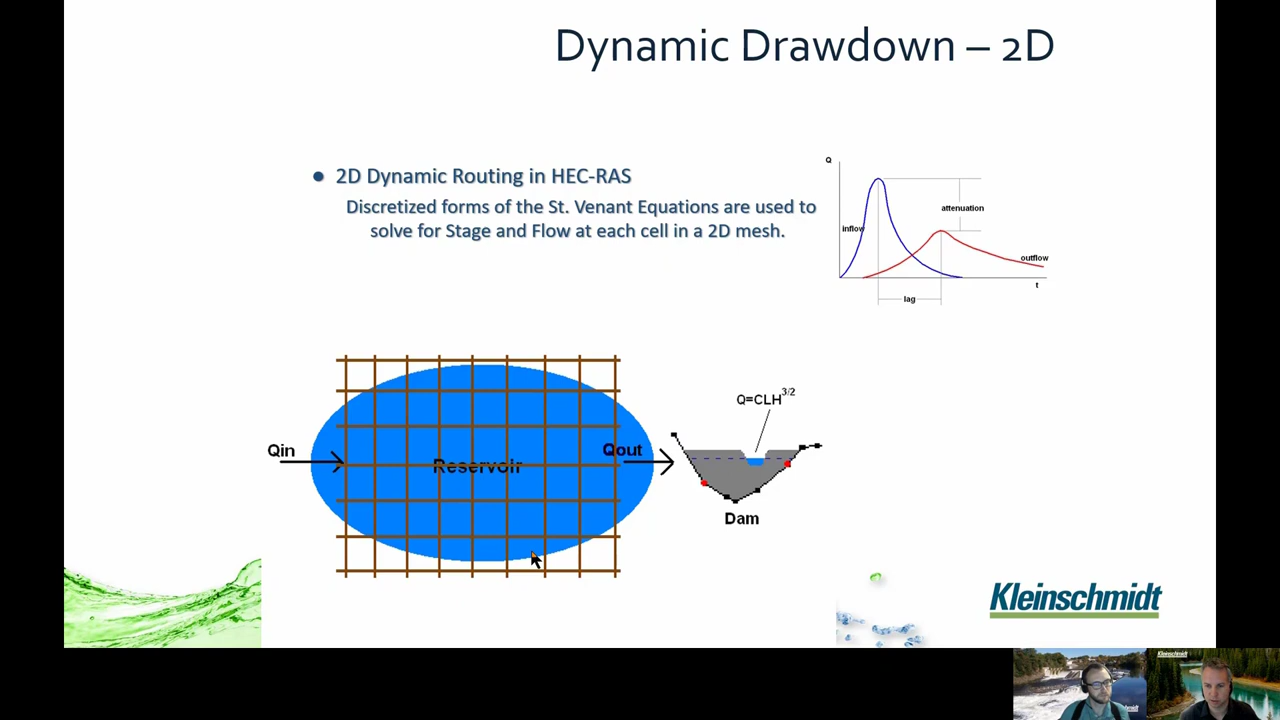 Dynamic Drawdown – 2D
● 2D Dynamic Routing in HEC-RAS
Discretized forms of the St. Venant Equations are used to
solve for Stage and Flow at each cell in a 2D mesh.
Q
attenuation
inflow
outflow
t
lag
Q=CLH3/2
Qin
Reservoir
Qout
Dam
Kleinschmidt
Kleinschmidt